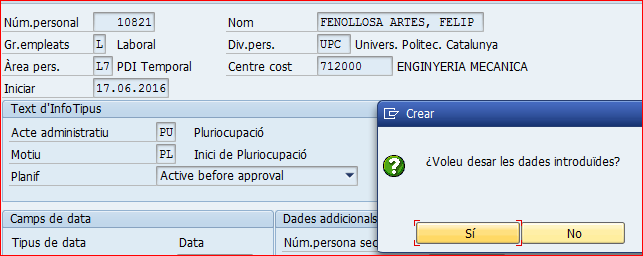 Núm.personal 10821 Nom FENOLLOSA ARTES, FELIP
Gr.empleats L Laboral Div.pers. UPC Univers. Politec. Catalunya
Àrea pers. L7 PDI Temporal Centre cost 712000 ENGINYERIA MECANICA
Iniciar 17.06.2016
Text d'InfoTipus
Acte administratiu PU Pluriocupació
Motiu PL Inici de Pluriocupació
Planif Active before approval
Camps de data Dades addicionals
Tipus de data Data Núm.persona sec
Crear
¿Voleu desar les dades introduïdes?
Sí No